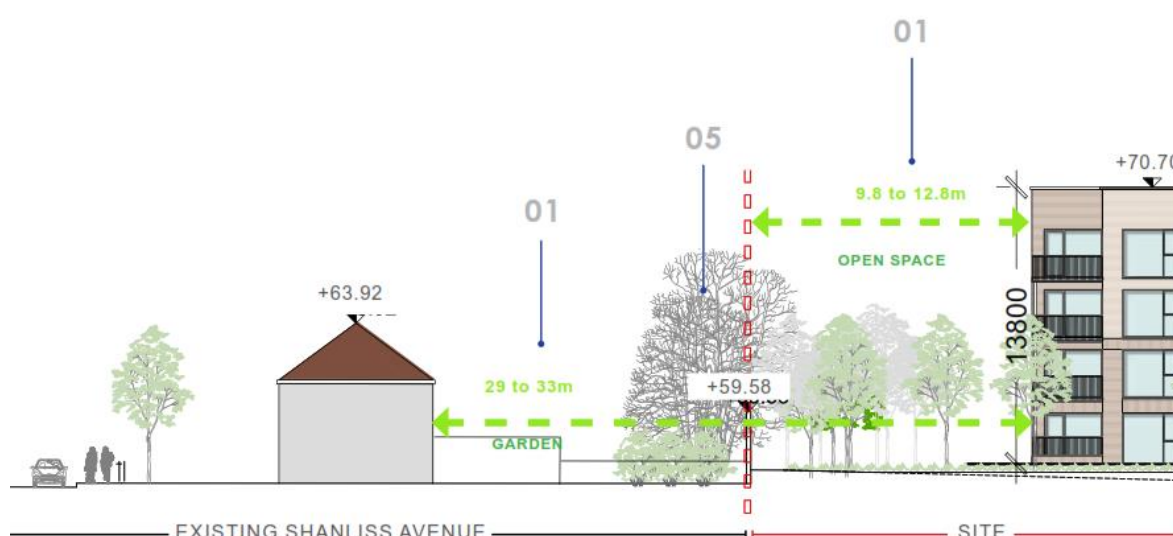 01
05
01
+70.70
9.8 to 12.8m
OPEN SPACE
+63.92
13800
29 to 33m
+59.58
GARDEN
EXISTING SHANLISS AVENUE
SITE